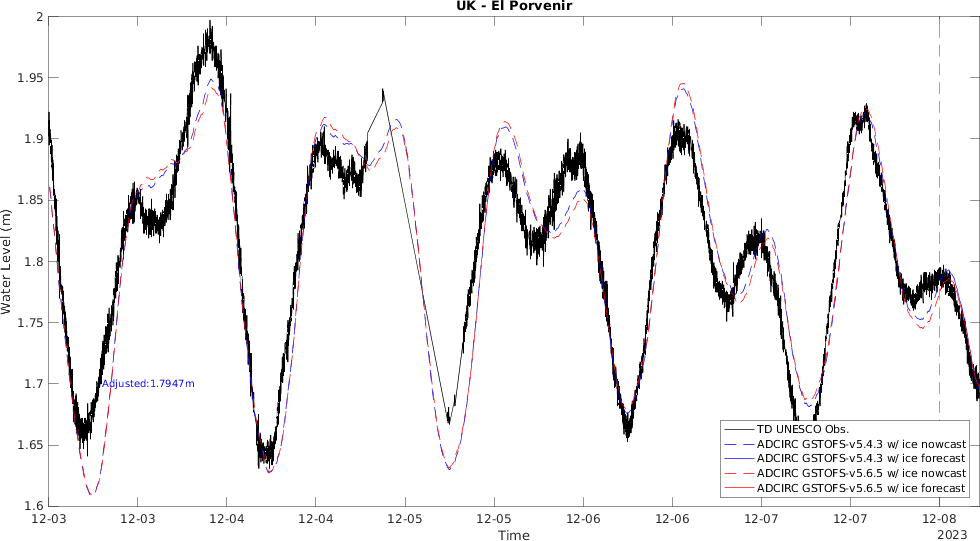 UK - El Porvenir
2
1.95
1.9
1.85
1.8
1.75
1.7
1.65
1.6
Water Level (m)
Adjusted:1.7947m
TD UNESCO Obs.
ADCIRC GSTOFS-v5.4.3 w/ ice nowcast
ADCIRC GSTOFS-v5.4.3 w/ ice forecast
ADCIRC GSTOFS-v5.6.5 w/ ice nowcast
ADCIRC GSTOFS-v5.6.5 w/ ice forecast
12-03 12-03 12-04 12-04 12-05 12-05 12-06 12-06 12-07 12-07 12-08
Time
2023